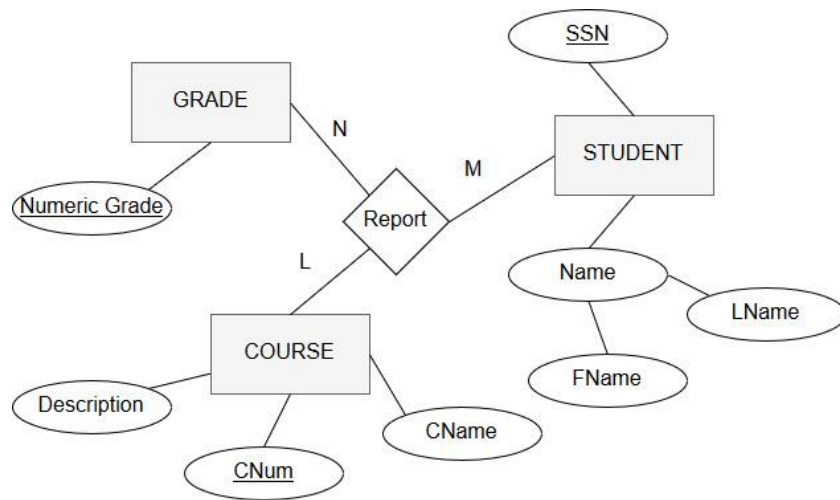 SSN
GRADE
N
STUDENT
M
Numeric Grade
Report
L
Name
LName
COURSE
FName
Description
CName
CNum